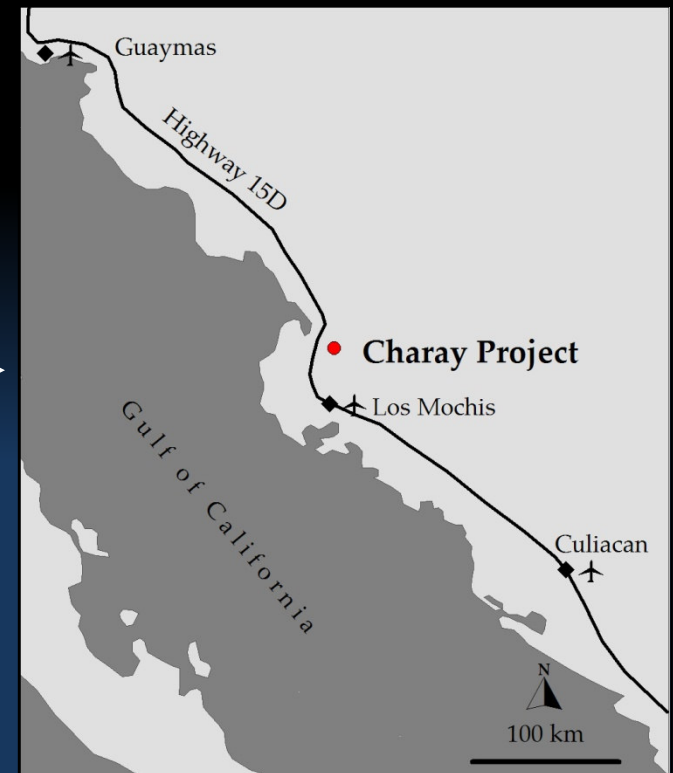 Guaymas
Highway 15D
Charay Project
Los Mochis
Gulf of California
Culiacan
N
100 km